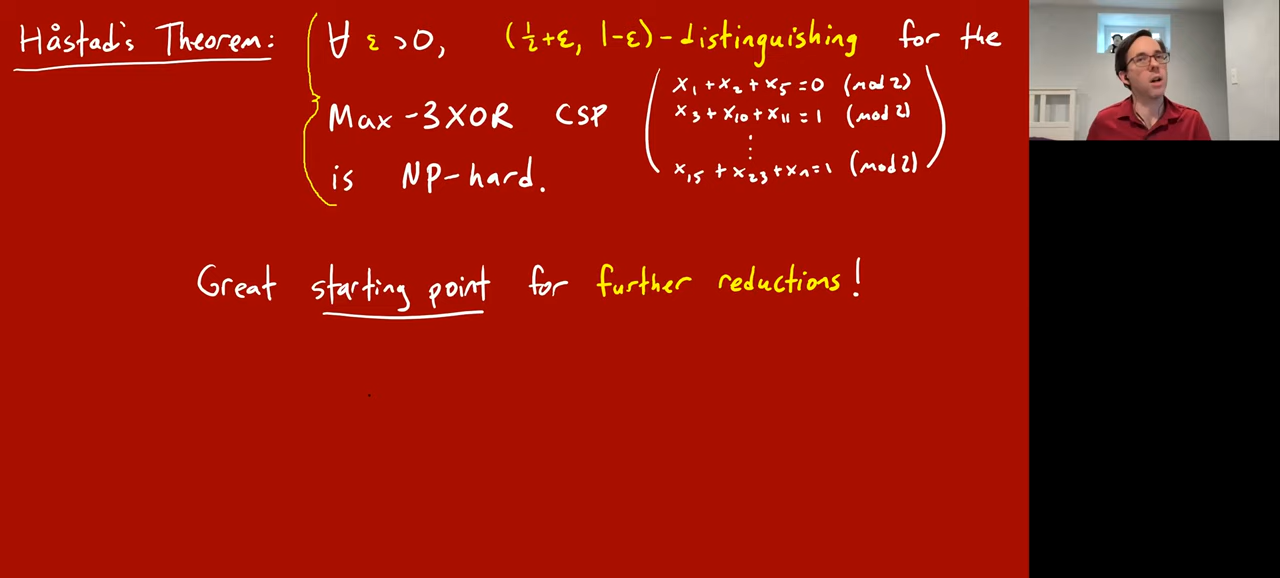 Håstad's Theorem: ∀ ε >0, (½+ε, 1-ε)-distinguishing for the
Max-3XOR CSP
x₁+x₂+x₅=0 (mod 2)
x₃+x₁₀+x₁₁=1 (mod 2)
⋮
x₁₅+x₂₃+xₙ=1 (mod 2)
is NP-hard.
Great starting point for further reductions!